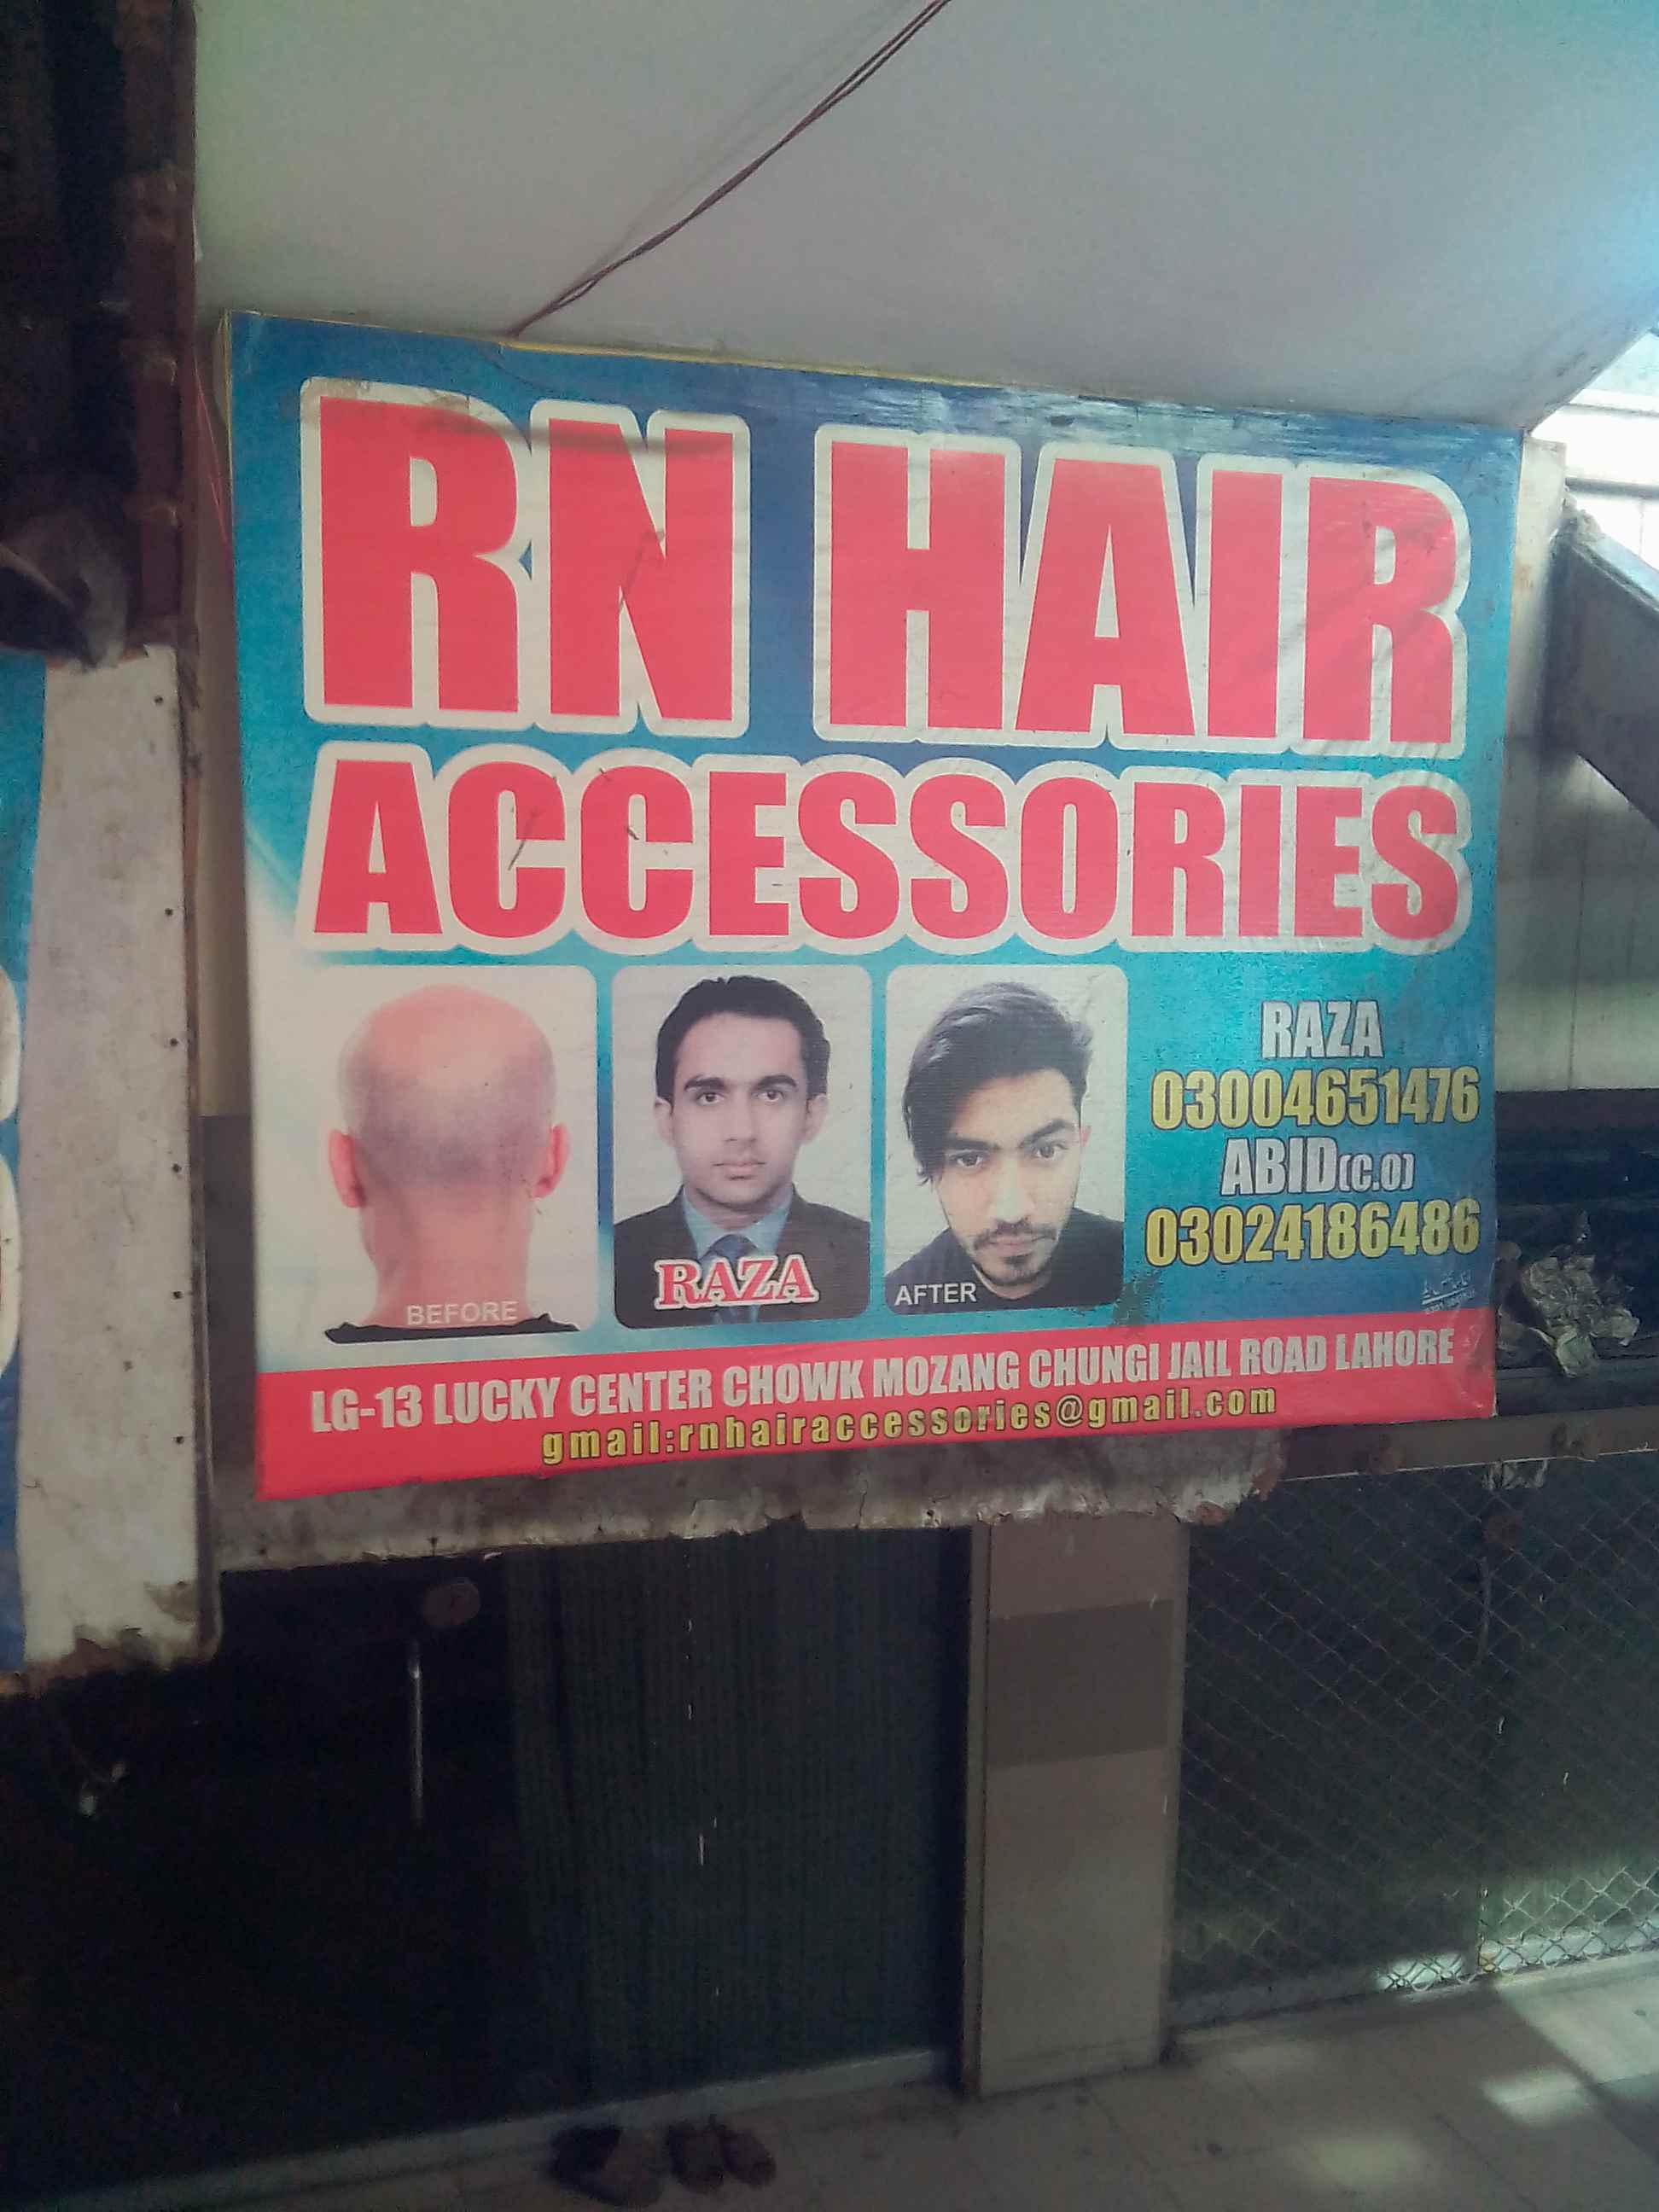 RN HAIR
ACCESSORIES
BEFORE
RAZA
AFTER
RAZA
03004651476
ABID(C.O)
03024186486
LG-13 LUCKY CENTER CHOWK MOZANG CHUNGI JAIL ROAD LAHORE
gmail:rnhairaccessories@gmail.com